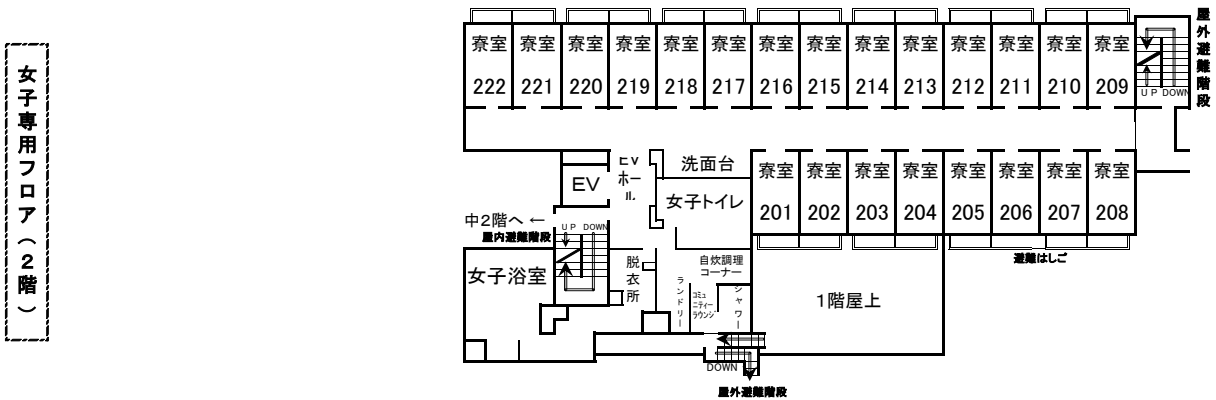 女子専用フロア（2階）
寮室 寮室 寮室 寮室 寮室 寮室 寮室 寮室 寮室 寮室 寮室 寮室 寮室 寮室
222 221 220 219 218 217 216 215 214 213 212 211 210 209
屋外避難階段
UP DOWN
EV
EV
ホール
洗面台
女子トイレ
寮室 寮室 寮室 寮室 寮室 寮室 寮室 寮室
201 202 203 204 205 206 207 208
中2階へ ←
屋内避難階段
UP DOWN
女子浴室
脱衣所
ランドリー
自炊調理
コーナー
コミュ
ニティー
ラウンジ
シャワー
1階屋上
避難はしご
DOWN
屋外避難階段